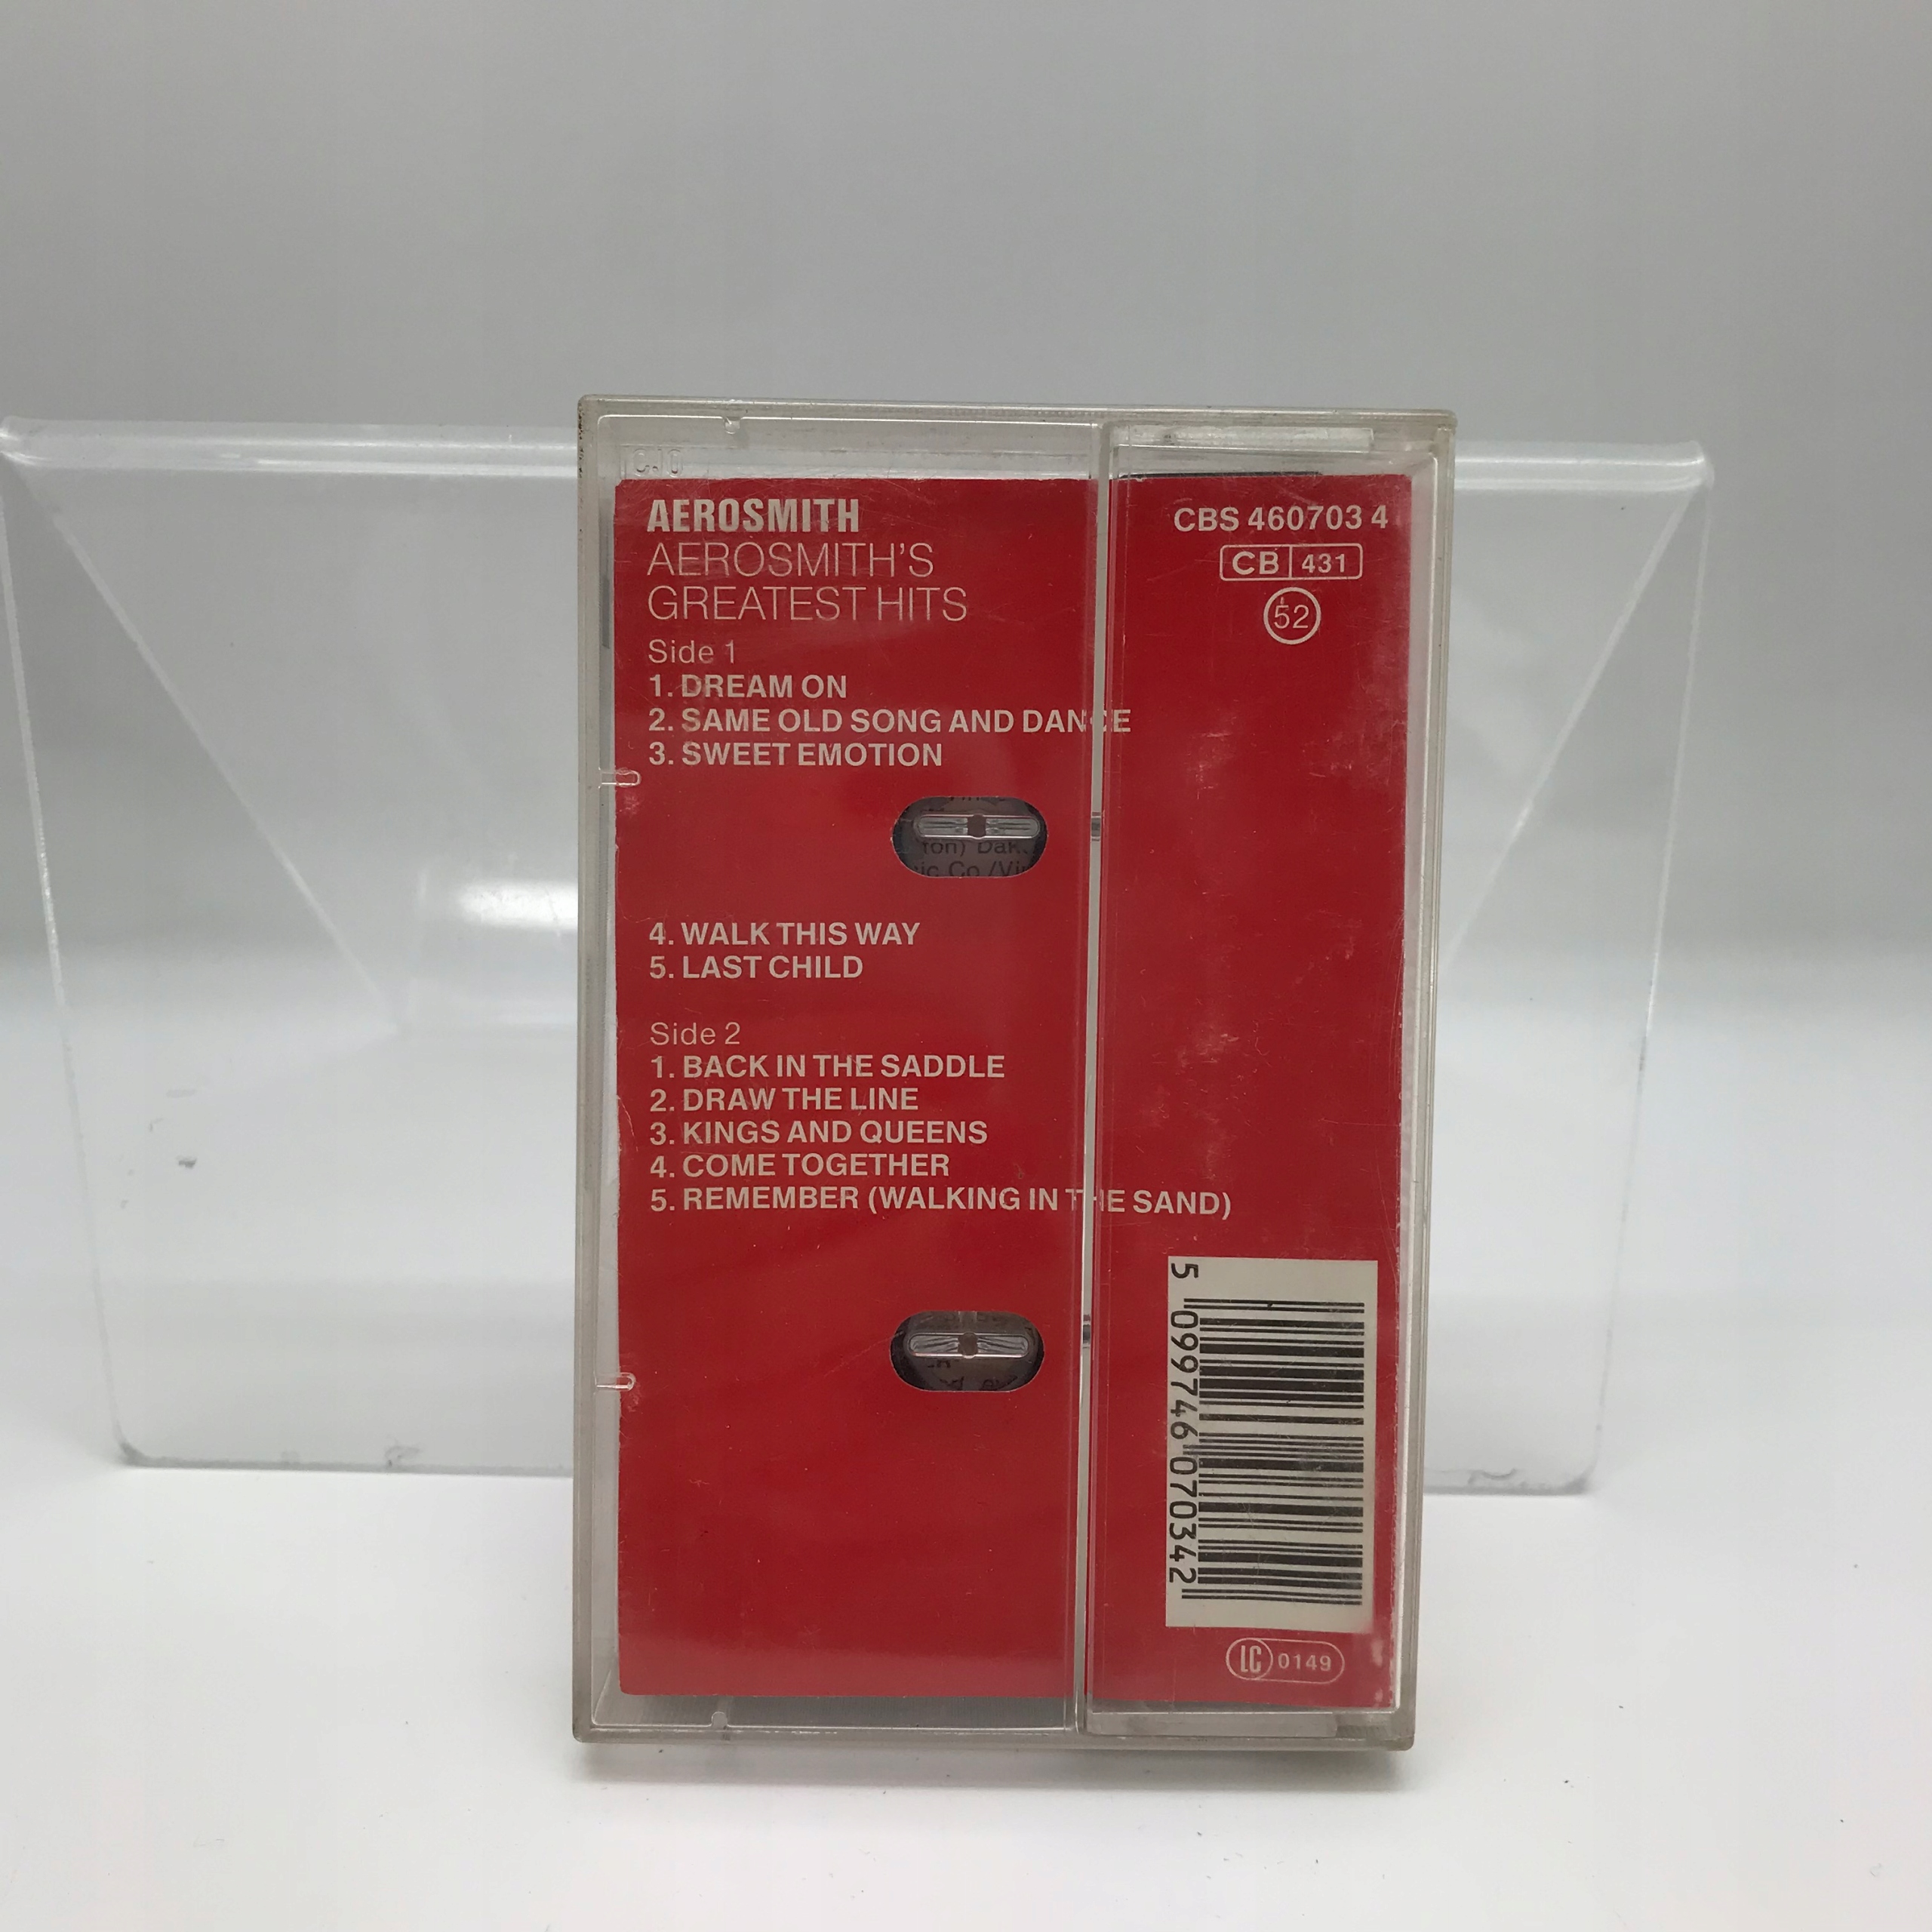 AEROSMITH
AEROSMITH'S
GREATEST HITS
Side 1
1. DREAM ON
2. SAME OLD SONG AND DANCE
3. SWEET EMOTION
4. WALK THIS WAY
5. LAST CHILD
Side 2
1. BACK IN THE SADDLE
2. DRAW THE LINE
3. KINGS AND QUEENS
4. COME TOGETHER
5. REMEMBER (WALKING IN THE SAND)
CBS 460703 4
CB 431
52
5 099746 070342
LC 0149